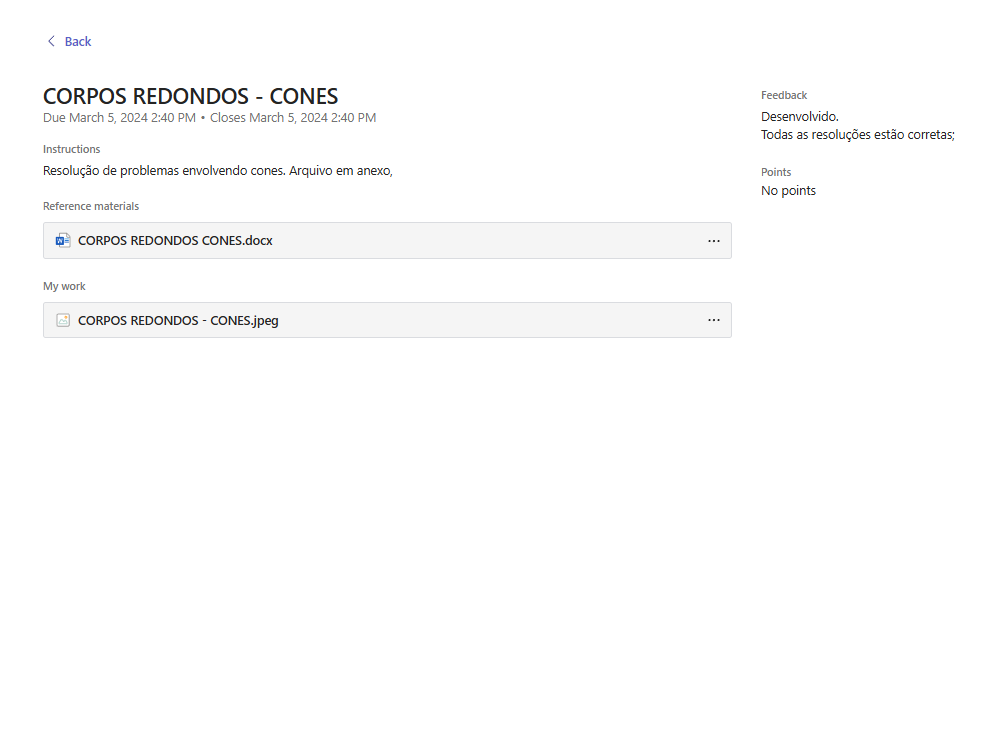 Back
CORPOS REDONDOS - CONES
Due March 5, 2024 2:40 PM • Closes March 5, 2024 2:40 PM
Instructions
Resolução de problemas envolvendo cones. Arquivo em anexo,
Reference materials
CORPOS REDONDOS CONES.docx
My work
CORPOS REDONDOS - CONES.jpeg
Feedback
Desenvolvido.
Todas as resoluções estão corretas;
Points
No points